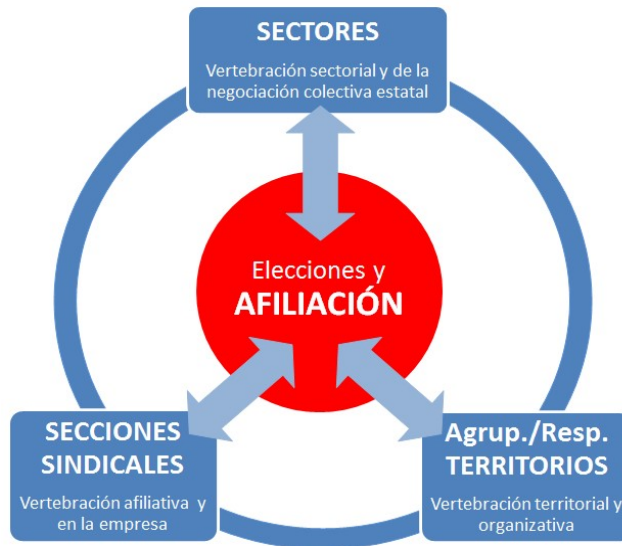 SECTORES
Vertebración sectorial y de la
negociación colectiva estatal
Elecciones y
AFILIACIÓN
SECCIONES
SINDICALES
Vertebración afiliativa y
en la empresa
Agrup./Resp.
TERRITORIOS
Vertebración territorial y
organizativa